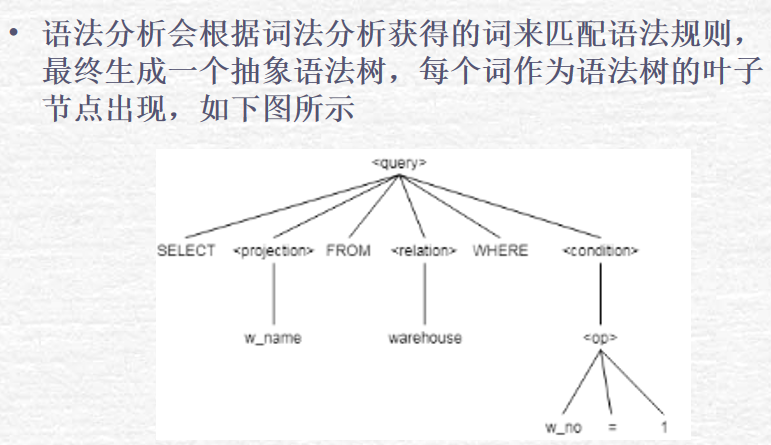 • 语法分析会根据词法分析获得的词来匹配语法规则，
最终生成一个抽象语法树，每个词作为语法树的叶子
节点出现，如下图所示
<query>
SELECT <projection> FROM <relation> WHERE <condition>
w_name warehouse <op>
w_no = 1